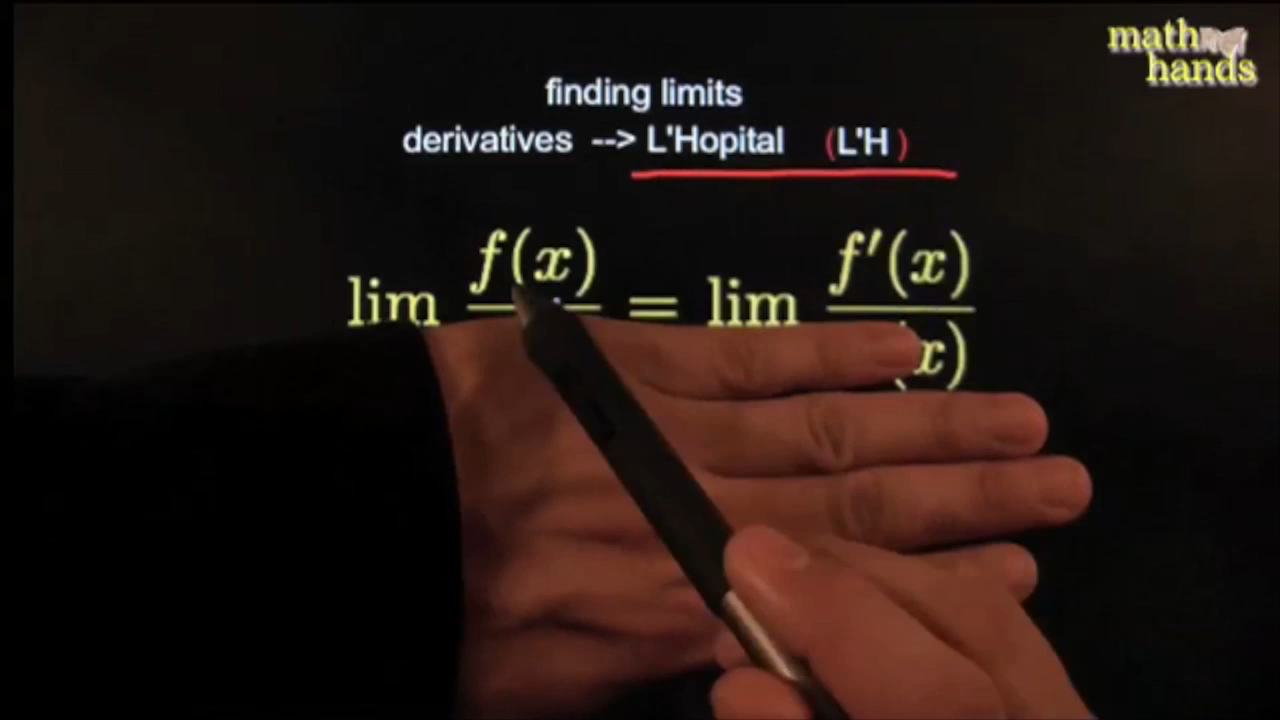 math
hands
finding limits
derivatives --> L'Hopital (L'H)
lim f(x) = lim f'(x)
(x)